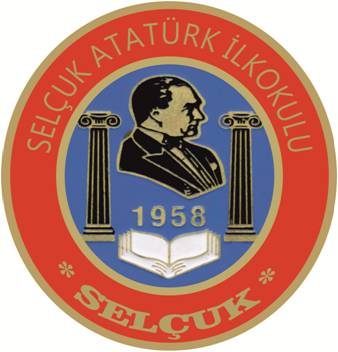 SELÇUK ATATÜRK İLKOKULU
1958
* SELÇUK *